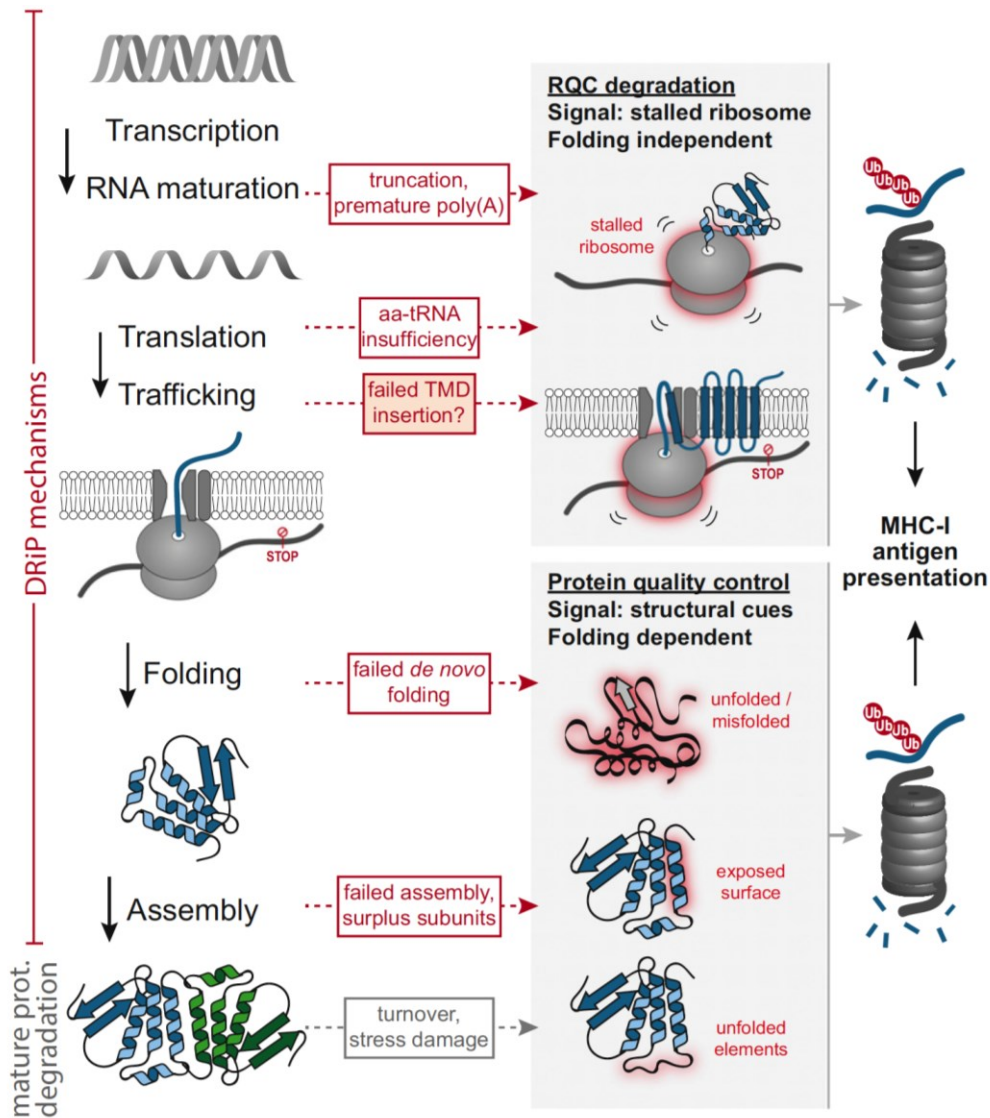 DRiP mechanisms
mature prot.
degradation
Transcription
RNA maturation
Translation
Trafficking
STOP
Folding
Assembly
truncation,
premature poly(A)
aa-tRNA
insufficiency
failed TMD
insertion?
failed de novo
folding
failed assembly,
surplus subunits
turnover,
stress damage
RQC degradation
Signal: stalled ribosome
Folding independent
stalled
ribosome
STOP
Protein quality control
Signal: structural cues
Folding dependent
unfolded /
misfolded
exposed
surface
unfolded
elements
Ub
Ub
Ub
Ub
MHC-I
antigen
presentation
Ub
Ub
Ub
Ub